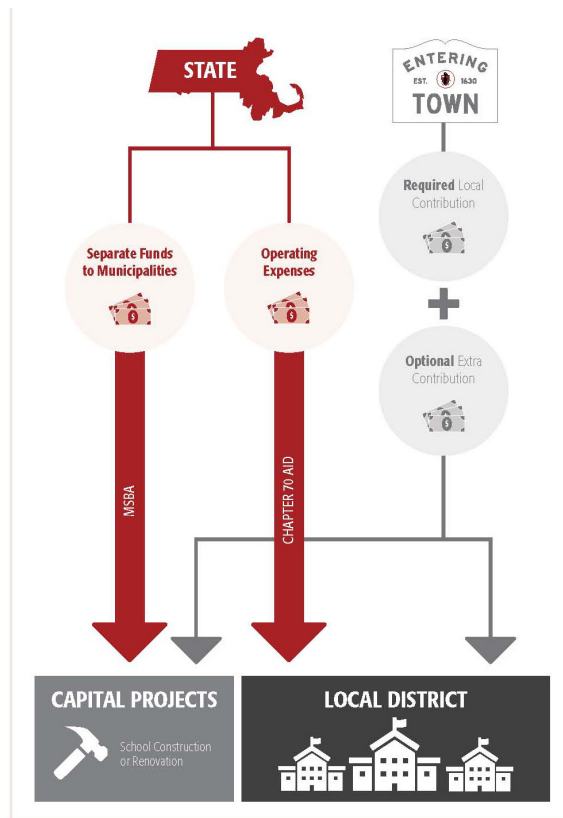 STATE
ENTERING
EST. 1630
TOWN
Required Local
Contribution
Separate Funds
to Municipalities
Operating
Expenses
Optional Extra
Contribution
MSBA
CHAPTER 70 AID
CAPITAL PROJECTS
School Construction
or Renovation
LOCAL DISTRICT